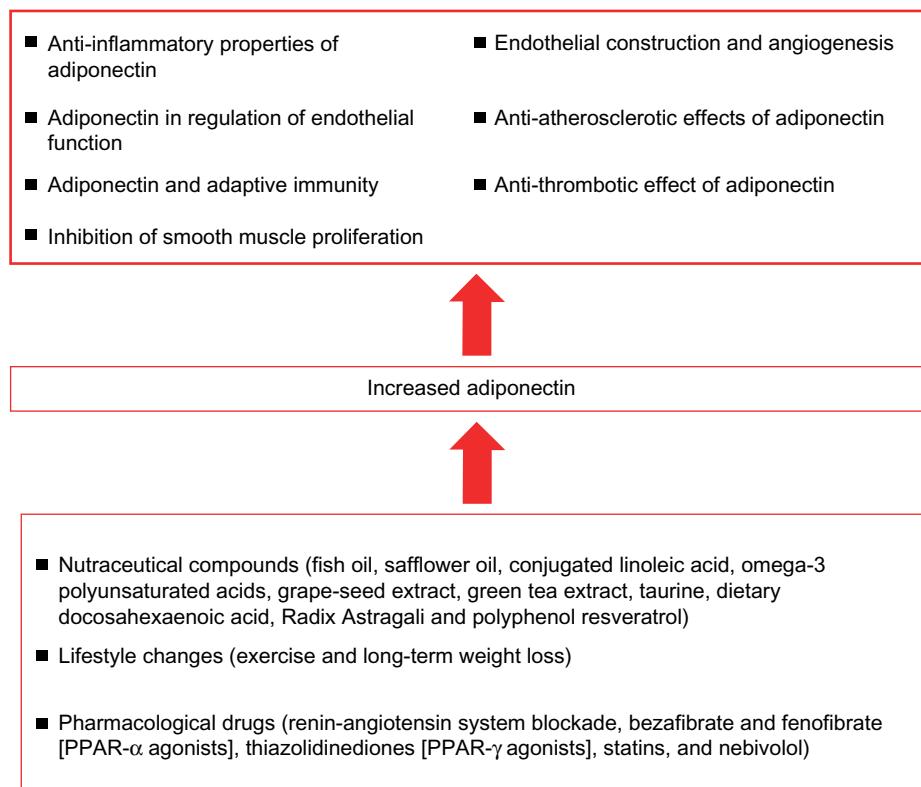 ■ Anti-inflammatory properties of
adiponectin
■ Adiponectin in regulation of endothelial
function
■ Adiponectin and adaptive immunity
■ Inhibition of smooth muscle proliferation
■ Endothelial construction and angiogenesis
■ Anti-atherosclerotic effects of adiponectin
■ Anti-thrombotic effect of adiponectin
Increased adiponectin
■ Nutraceutical compounds (fish oil, safflower oil, conjugated linoleic acid, omega-3
polyunsaturated acids, grape-seed extract, green tea extract, taurine, dietary
docosahexaenoic acid, Radix Astragali and polyphenol resveratrol)
■ Lifestyle changes (exercise and long-term weight loss)
■ Pharmacological drugs (renin-angiotensin system blockade, bezafibrate and fenofibrate
[PPAR-α agonists], thiazolidinediones [PPAR-γ agonists], statins, and nebivolol)